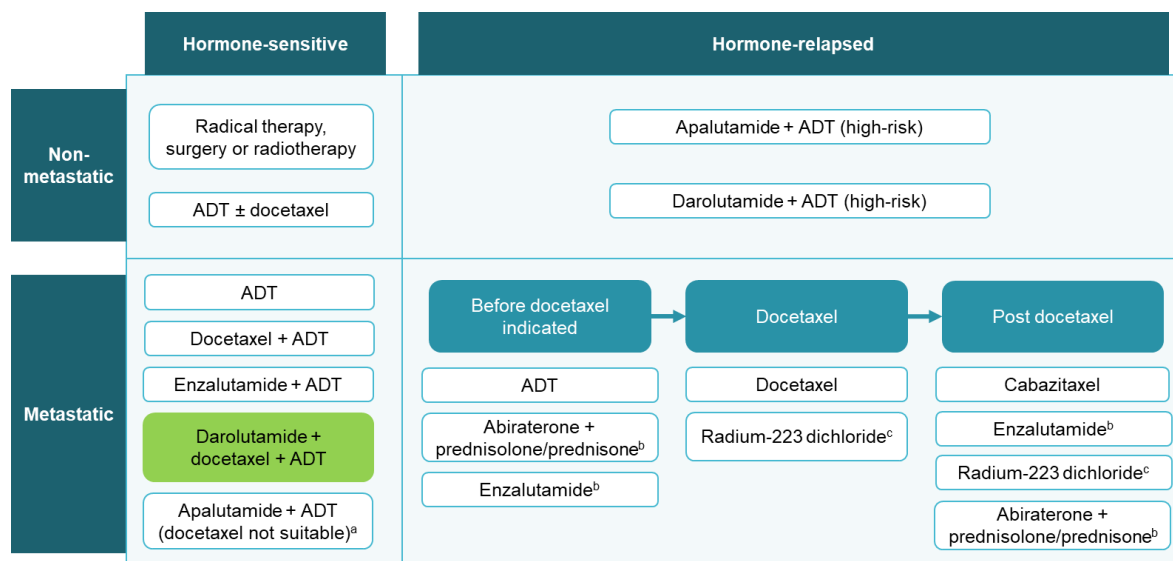 Hormone-sensitive
Hormone-relapsed
Non-
metastatic
Radical therapy,
surgery or radiotherapy
ADT ± docetaxel
Apalutamide + ADT (high-risk)
Darolutamide + ADT (high-risk)
Metastatic
ADT
Docetaxel + ADT
Enzalutamide + ADT
Darolutamide +
docetaxel + ADT
Apalutamide + ADT
(docetaxel not suitable)ᵃ
Before docetaxel
indicated
ADT
Abiraterone +
prednisolone/prednisoneᵇ
Enzalutamideᵇ
Docetaxel
Docetaxel
Radium-223 dichlorideᶜ
Post docetaxel
Cabazitaxel
Enzalutamideᵇ
Radium-223 dichlorideᶜ
Abiraterone +
prednisolone/prednisoneᵇ